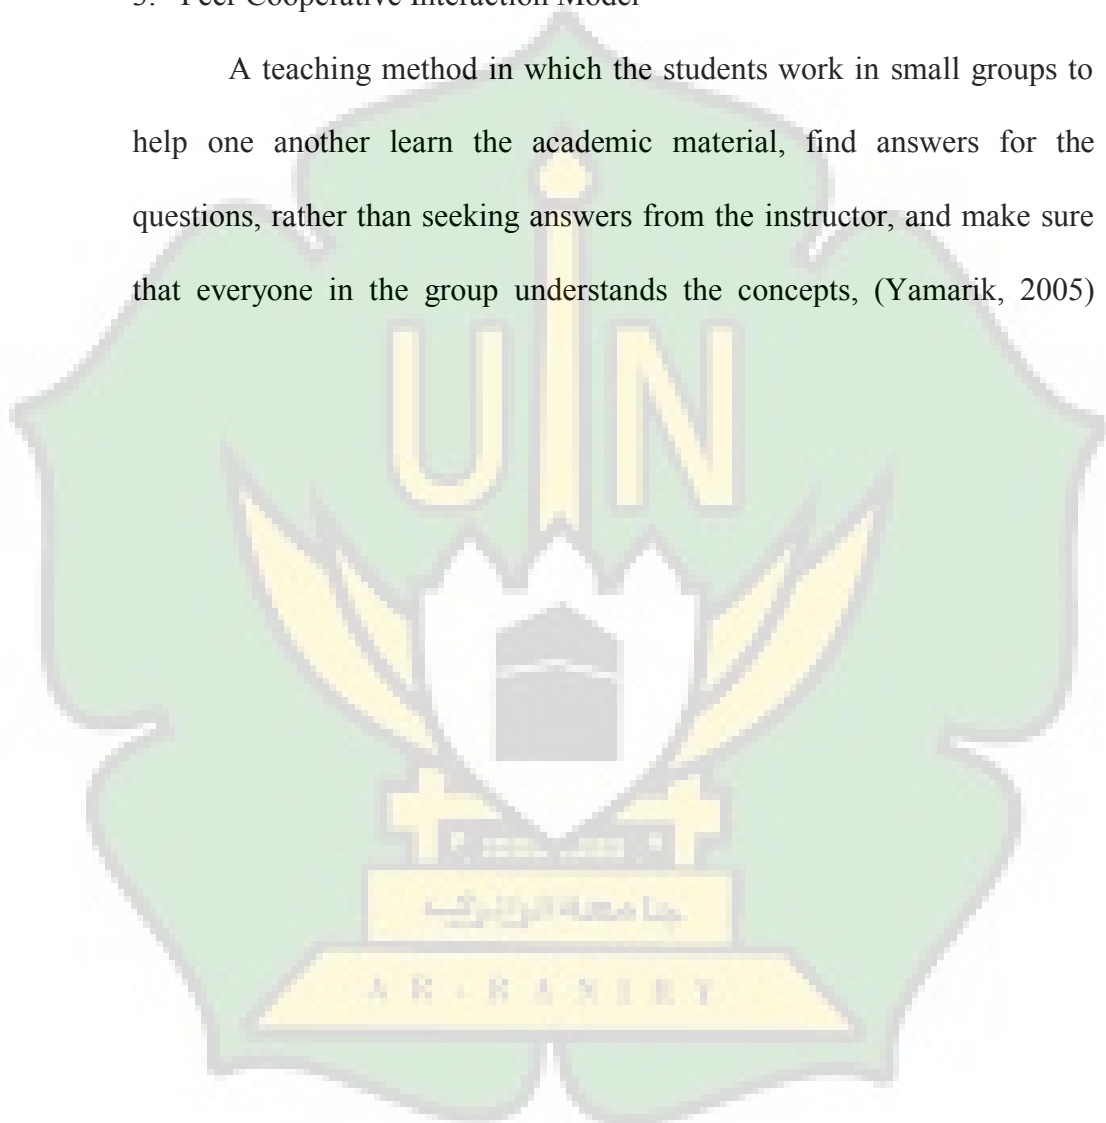 Peer Cooperative Interaction Model
A teaching method in which the students work in small groups to
help one another learn the academic material, find answers for the
questions, rather than seeking answers from the instructor, and make sure
that everyone in the group understands the concepts, (Yamarik, 2005)
UIN
AR-RANIRY